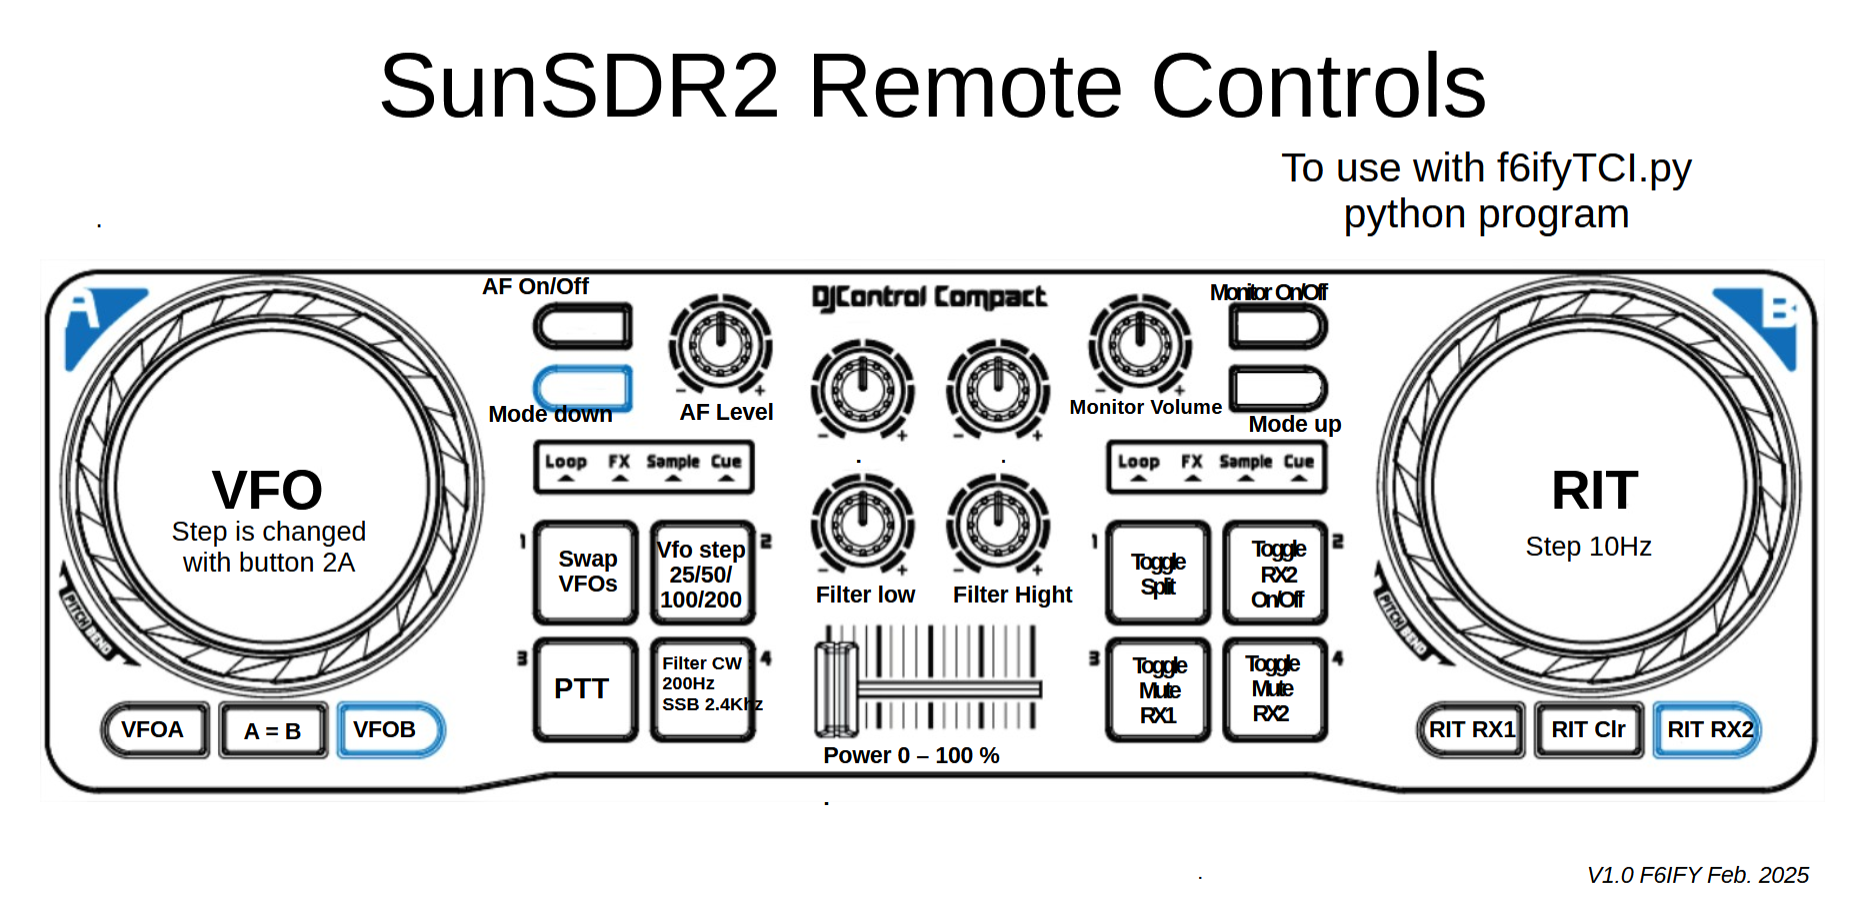 SunSDR2 Remote Controls
To use with f6ifyTCI.py
python program
A
AF On/Off
DJControl Compact
Monitor On/Off
B
- +
- +
Mode down
AF Level
Monitor Volume
Mode up
- +
- +
Loop FX Sample Cue
Loop FX Sample Cue
VFO
Step is changed
with button 2A
RIT
Step 10Hz
1
Swap
VFOs
Vfo step
25/50/
100/200
2
- +
- +
Filter low
Filter Hight
1
Toggle
Split
Toggle
RX2
On/Off
2
PITCH BEND
PITCH BEND
3
PTT
Filter CW
200Hz
SSB 2.4Khz
4
3
Toggle
Mute
RX1
Toggle
Mute
RX2
4
VFOA
A = B
VFOB
Power 0 – 100 %
RIT RX1
RIT Clr
RIT RX2
V1.0 F6IFY Feb. 2025